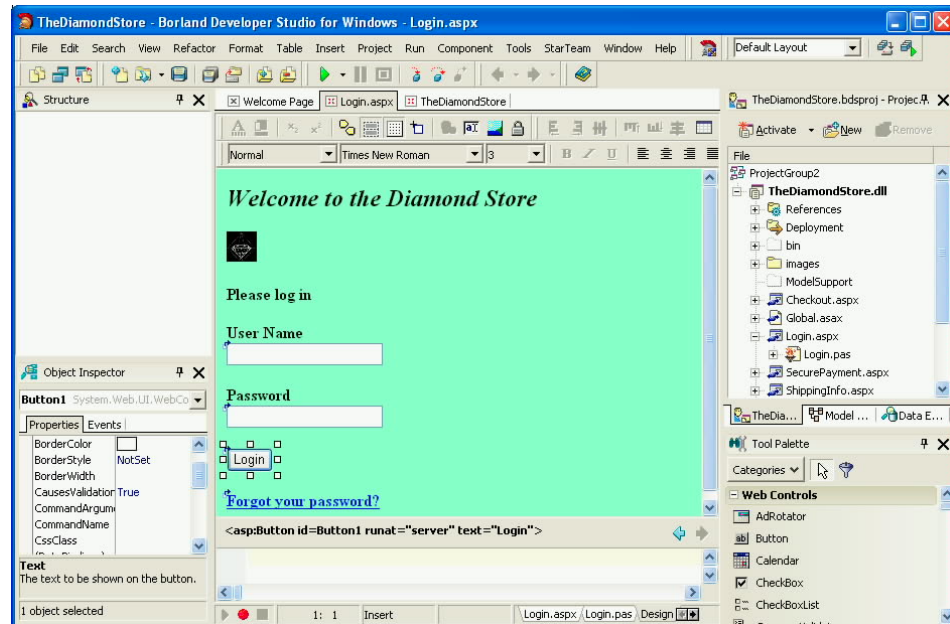 TheDiamondStore - Borland Developer Studio for Windows - Login.aspx
File Edit Search View Refactor Format Table Insert Project Run Component Tools StarTeam Window Help
Default Layout
Structure
Welcome Page
Login.aspx
TheDiamondStore
Normal
Times New Roman
3
B I U
Welcome to the Diamond Store
Please log in
User Name
Password
Login
Forgot your password?
<asp:Button id=Button1 runat="server" text="Login">
1: 1
Insert
Login.aspx
Login.pas
Design
Object Inspector
Button1 System.Web.UI.WebCo
Properties
Events
BorderColor
BorderStyle NotSet
BorderWidth
CausesValidation True
CommandArgum
CommandName
CssClass
Text
The text to be shown on the button.
1 object selected
TheDiamondStore.bdsproj - Projec
Activate
New
Remove
File
ProjectGroup2
TheDiamondStore.dll
References
Deployment
bin
images
ModelSupport
Checkout.aspx
Global.asax
Login.aspx
Login.pas
SecurePayment.aspx
ShippingInfo.aspx
TheDia...
Model ...
Data E...
Tool Palette
Categories
Web Controls
AdRotator
Button
Calendar
CheckBox
CheckBoxList